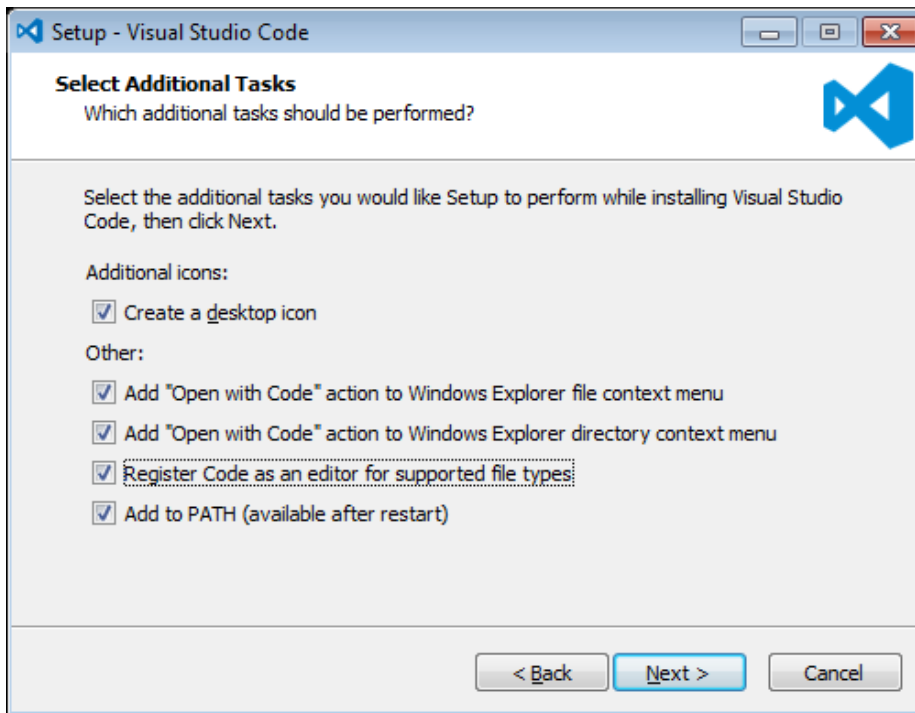 Setup - Visual Studio Code
Select Additional Tasks
Which additional tasks should be performed?
Select the additional tasks you would like Setup to perform while installing Visual Studio
Code, then click Next.
Additional icons:
Create a desktop icon
Other:
Add "Open with Code" action to Windows Explorer file context menu
Add "Open with Code" action to Windows Explorer directory context menu
Register Code as an editor for supported file types
Add to PATH (available after restart)
< Back
Next >
Cancel